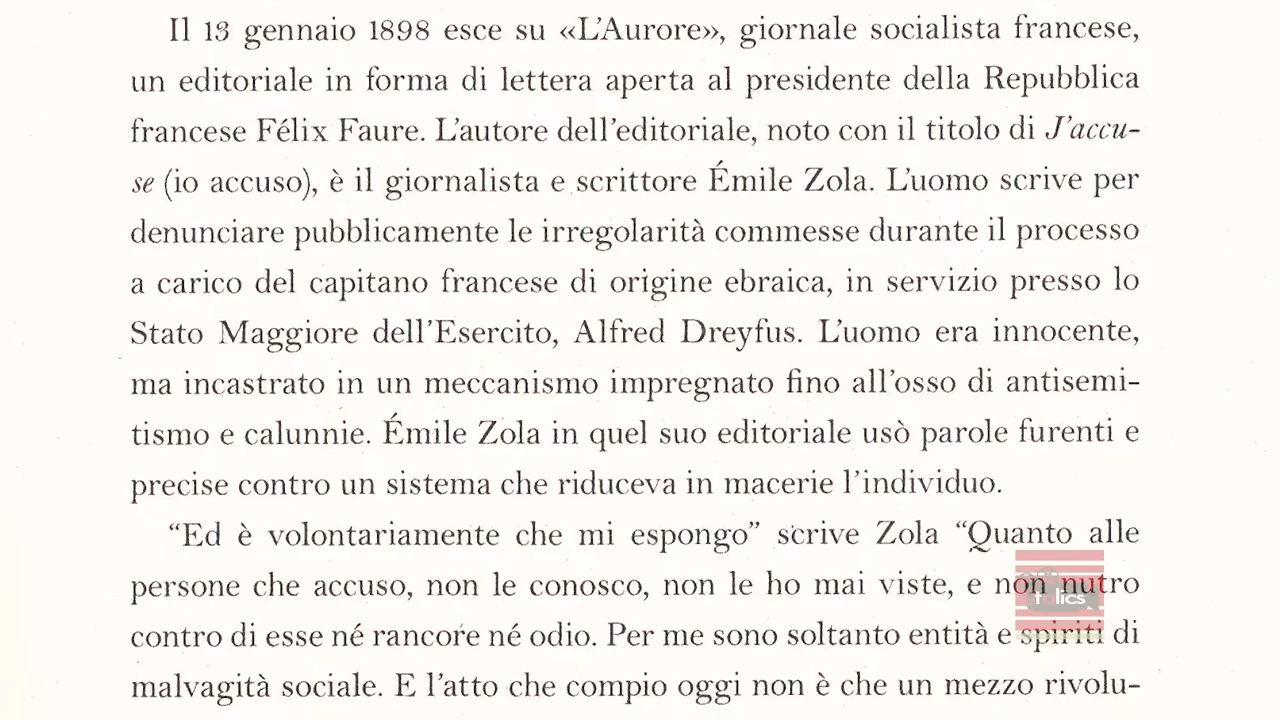 Il 13 gennaio 1898 esce su «L’Aurore», giornale socialista francese,
un editoriale in forma di lettera aperta al presidente della Repubblica
francese Félix Faure. L’autore dell’editoriale, noto con il titolo di J’accu-
se (io accuso), è il giornalista e scrittore Émile Zola. L’uomo scrive per
denunciare pubblicamente le irregolarità commesse durante il processo
a carico del capitano francese di origine ebraica, in servizio presso lo
Stato Maggiore dell’Esercito, Alfred Dreyfus. L’uomo era innocente,
ma incastrato in un meccanismo impregnato fino all’osso di antisemi-
tismo e calunnie. Émile Zola in quel suo editoriale usò parole furenti e
precise contro un sistema che riduceva in macerie l’individuo.
“Ed è volontariamente che mi espongo” scrive Zola “Quanto alle
persone che accuso, non le conosco, non le ho mai viste, e non nutro
contro di esse né rancore né odio. Per me sono soltanto entità e spiriti di
malvagità sociale. E l’atto che compio oggi non è che un mezzo rivolu-